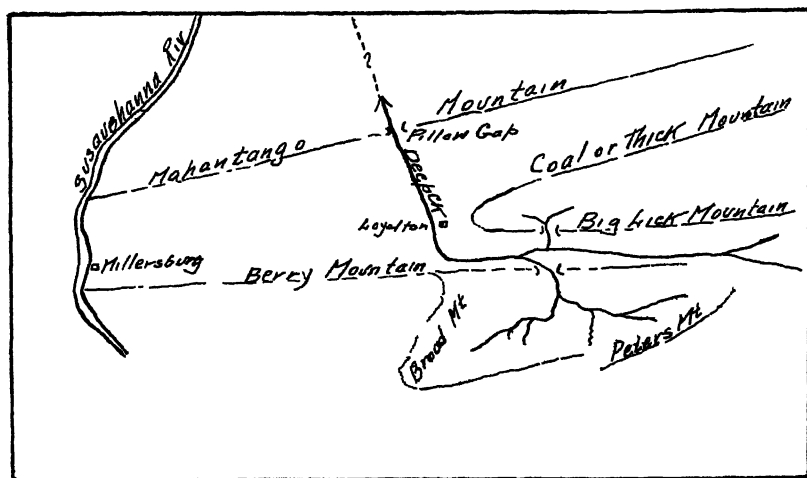 Susquehanna Riv
?
Mountain
Pillow Gap
Mahantango
Coal or Thick Mountain
Deep Ck
Loyalton
Big Lick Mountain
Millersburg
Berry Mountain
Broad Mt
Peters Mt